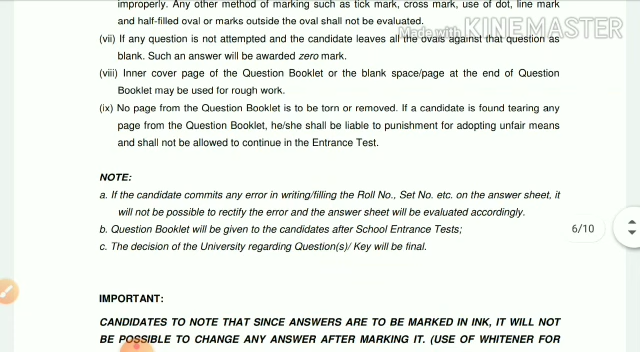 improperly. Any other method of marking such as tick mark, cross mark, use of dot, line mark
and half-filled oval or marks outside the oval shall not be evaluated.
Made with KINEMASTER
(vii) If any question is not attempted and the candidate leaves all the ovals against that question as
blank. Such an answer will be awarded zero mark.
(viii) Inner cover page of the Question Booklet or the blank space/page at the end of Question
Booklet may be used for rough work.
(ix) No page from the Question Booklet is to be torn or removed. If a candidate is found tearing any
page from the Question Booklet, he/she shall be liable to punishment for adopting unfair means
and shall not be allowed to continue in the Entrance Test.
NOTE:
a. If the candidate commits any error in writing/filling the Roll No., Set No. etc. on the answer sheet, it
will not be possible to rectify the error and the answer sheet will be evaluated accordingly.
b. Question Booklet will be given to the candidates after School Entrance Tests;
6/10
c. The decision of the University regarding Question(s)/ Key will be final.
IMPORTANT:
CANDIDATES TO NOTE THAT SINCE ANSWERS ARE TO BE MARKED IN INK, IT WILL NOT
BE POSSIBLE TO CHANGE ANY ANSWER AFTER MARKING IT. (USE OF WHITENER FOR